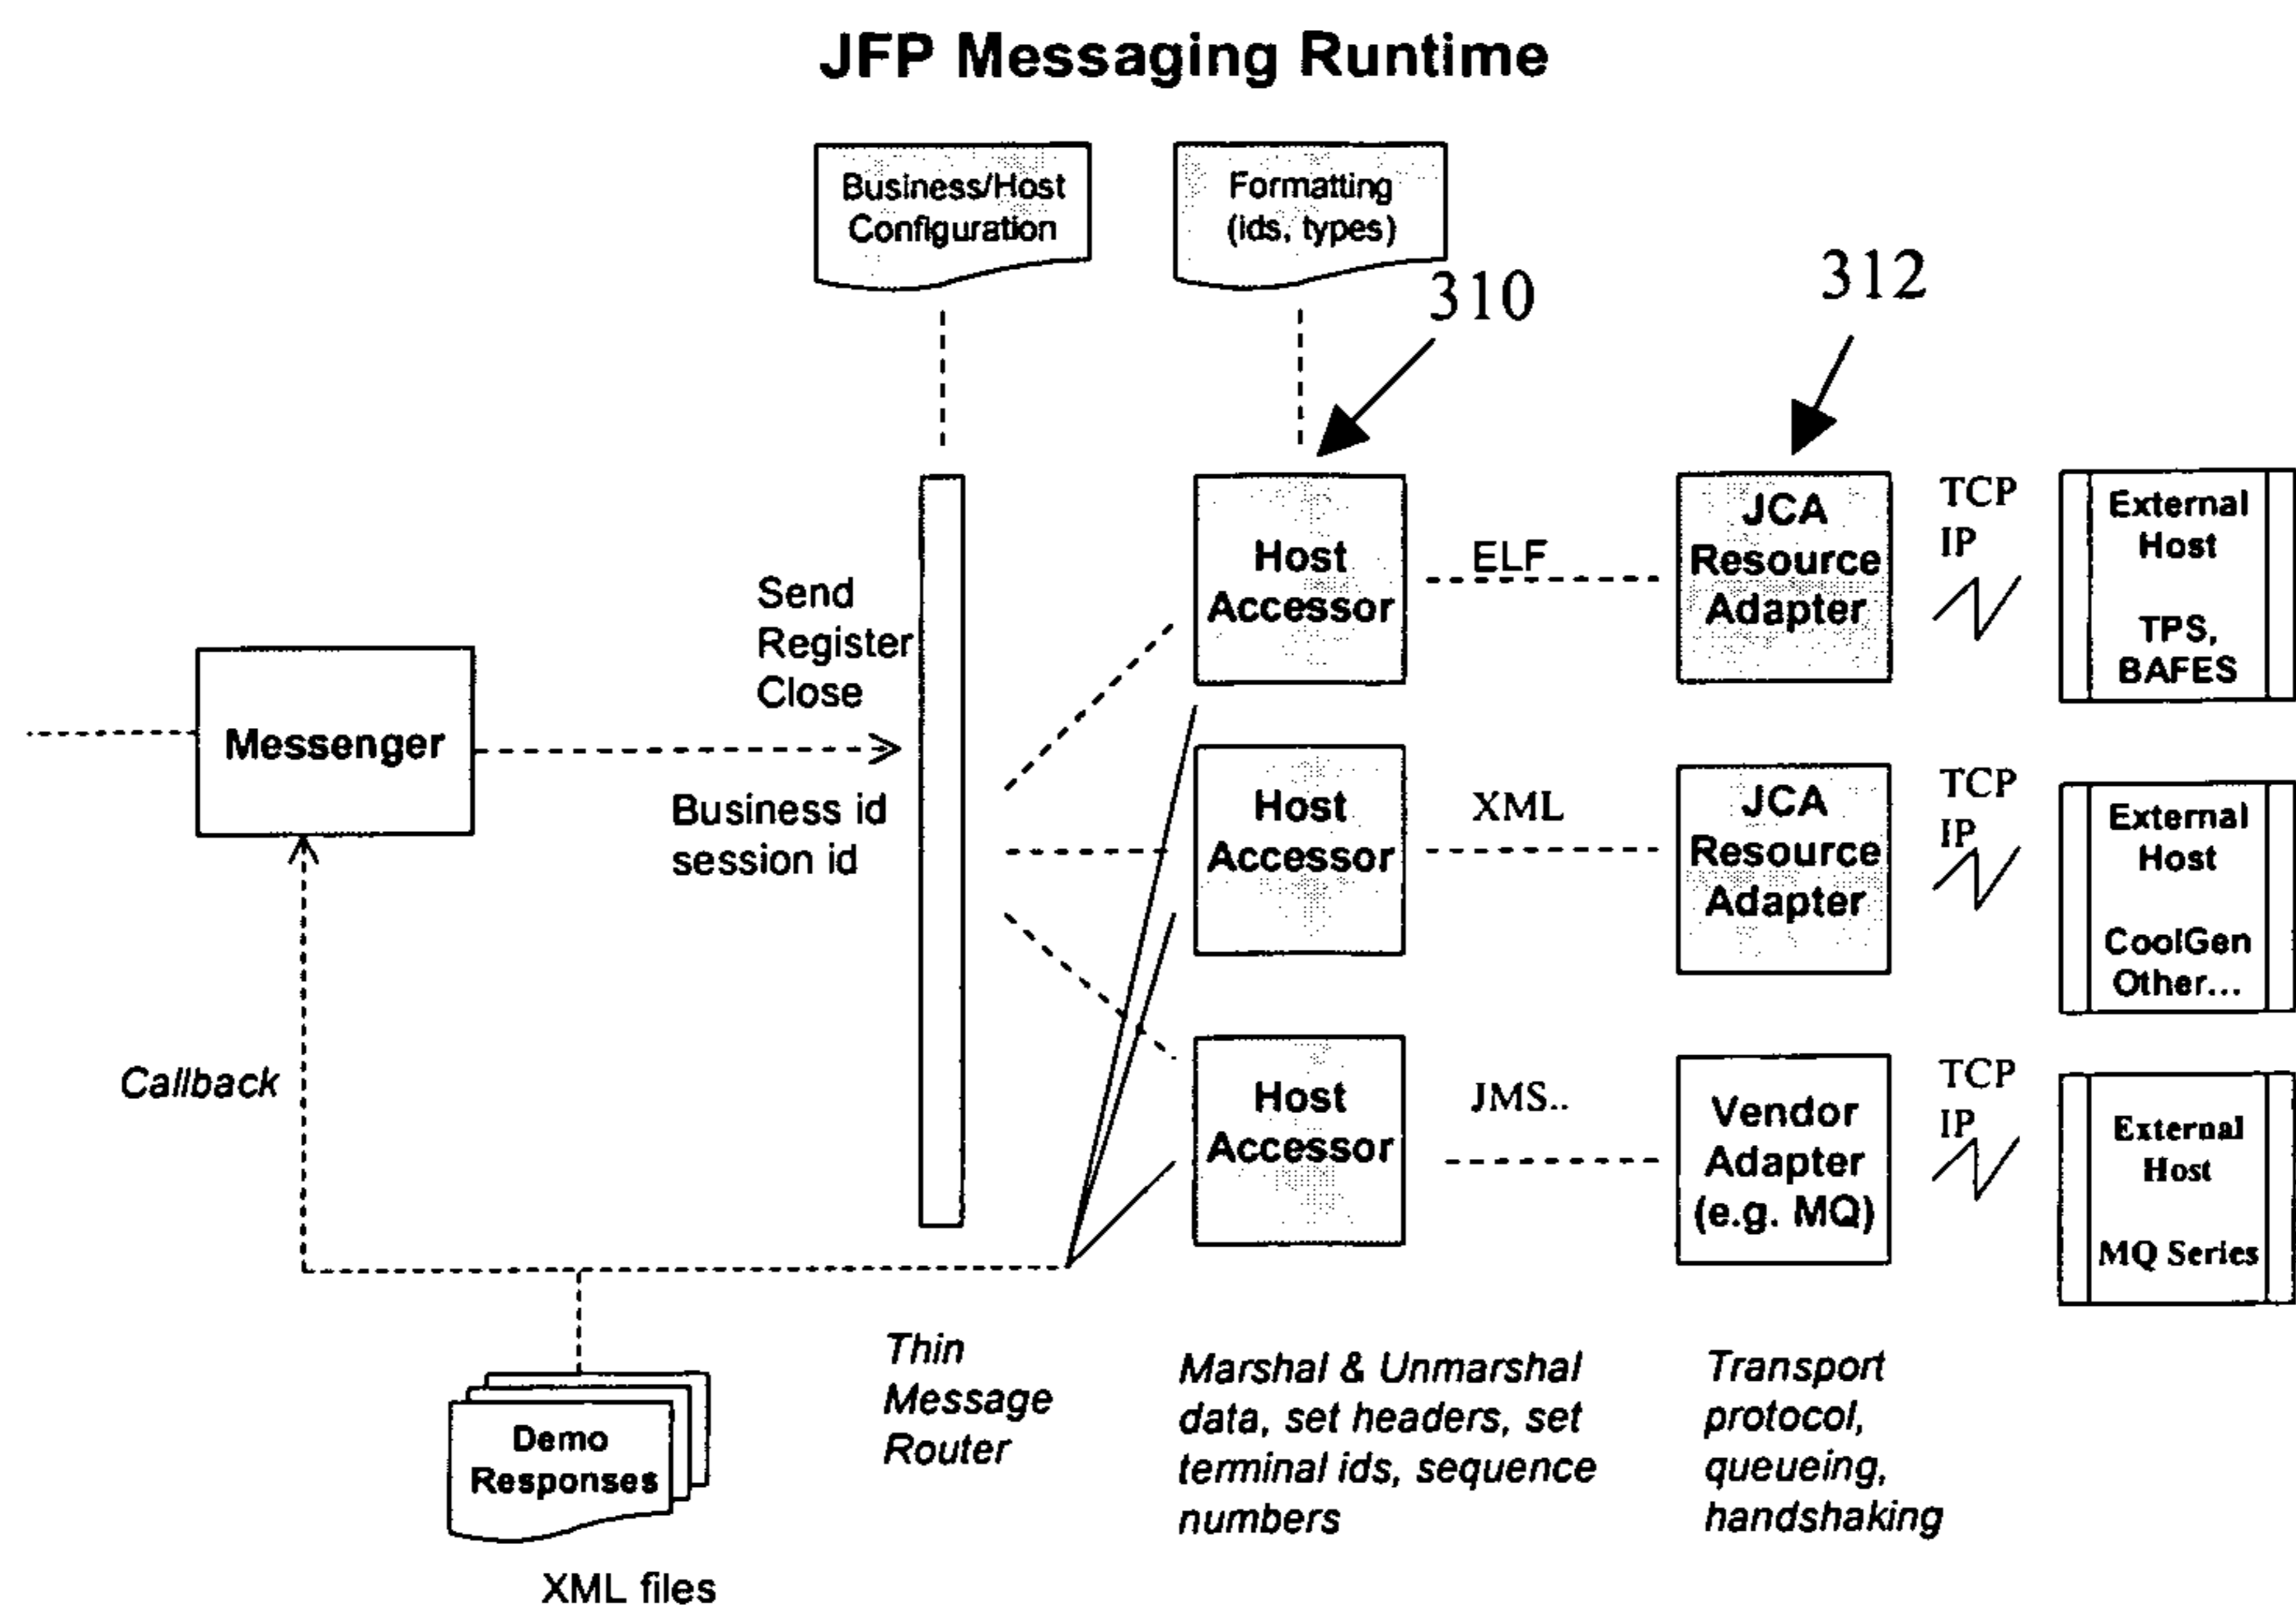 JFP Messaging Runtime
Business/Host
Configuration
Formatting
(ids, types)
310
312
Send
Register
Close
Messenger
Business id
session id
Callback
Host
Accessor
ELF
JCA
Resource
Adapter
TCP
IP
External
Host
TPS,
BAFES
Host
Accessor
XML
JCA
Resource
Adapter
TCP
IP
External
Host
CoolGen
Other...
Host
Accessor
JMS..
Vendor
Adapter
(e.g. MQ)
TCP
IP
External
Host
MQ Series
Demo
Responses
XML files
Thin
Message
Router
Marshal & Unmarshal
data, set headers, set
terminal ids, sequence
numbers
Transport
protocol,
queueing,
handshaking